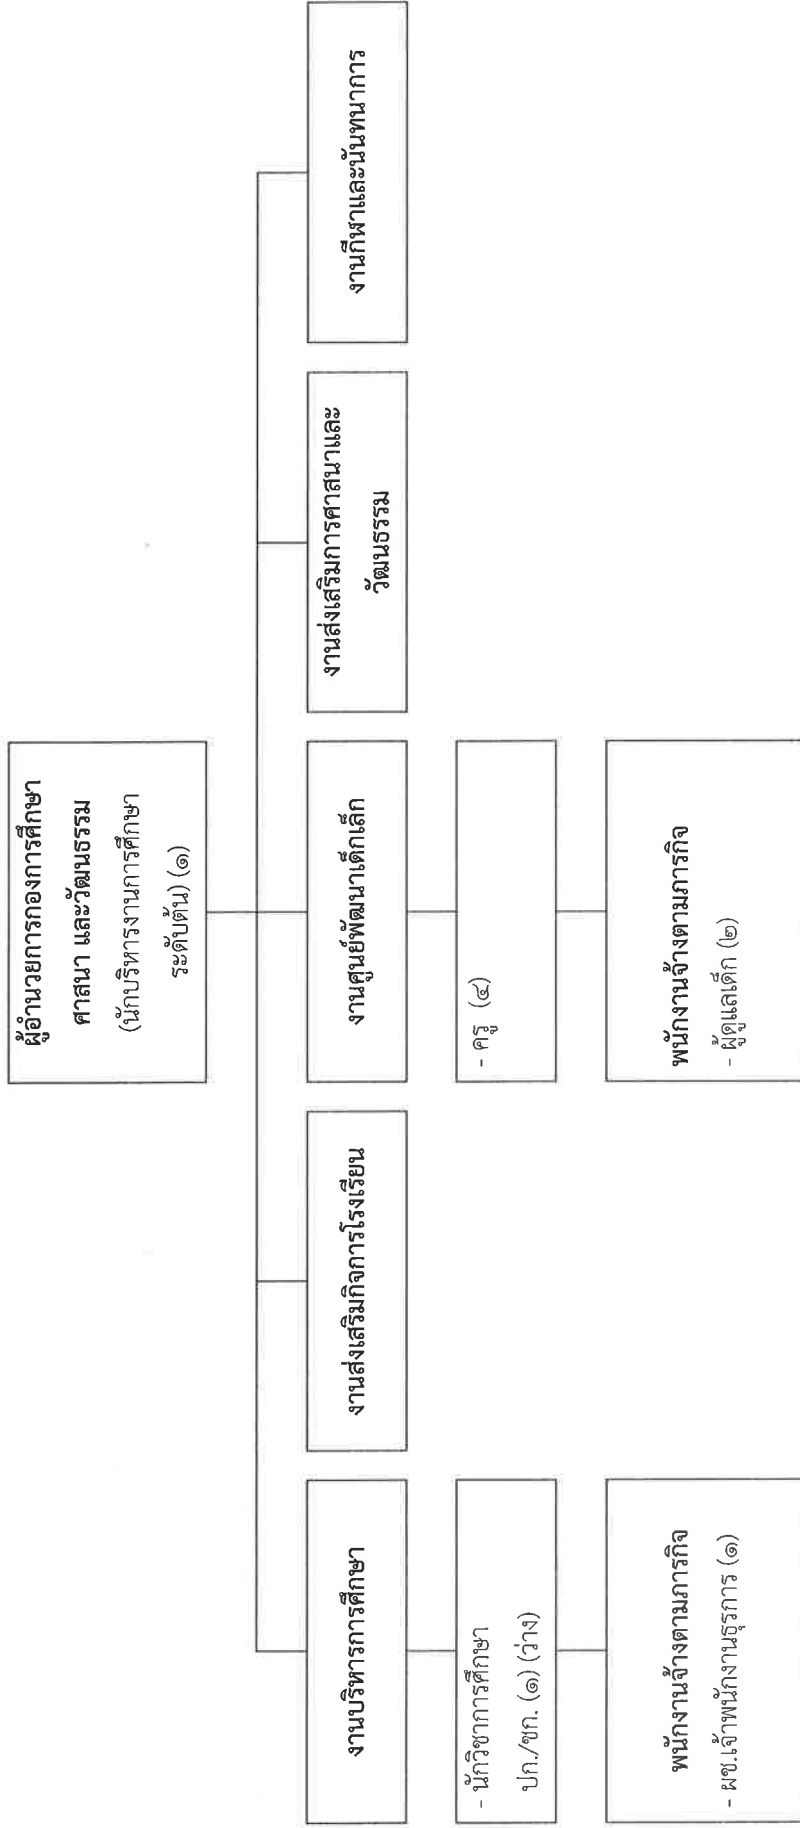 ผู้อำนวยการกองการศึกษา
ศาสนา และวัฒนธรรม
(นักบริหารงานการศึกษา
ระดับต้น) (๑)
งานบริหารการศึกษา
- นักวิชาการศึกษา
ปก./ชก. (๑) (ว่าง)
พนักงานจ้างตามภารกิจ
- ผช.เจ้าพนักงานธุรการ (๑)
งานส่งเสริมกิจการโรงเรียน
งานศูนย์พัฒนาเด็กเล็ก
- ครู (๔)
พนักงานจ้างตามภารกิจ
- ผู้ดูแลเด็ก (๒)
งานส่งเสริมการศาสนาและ
วัฒนธรรม
งานกีฬาและนันทนาการ